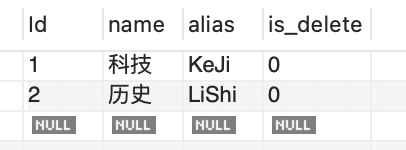 Id name alias is_delete
1 科技 KeJi 0
2 历史 LiShi 0
NULL NULL NULL NULL